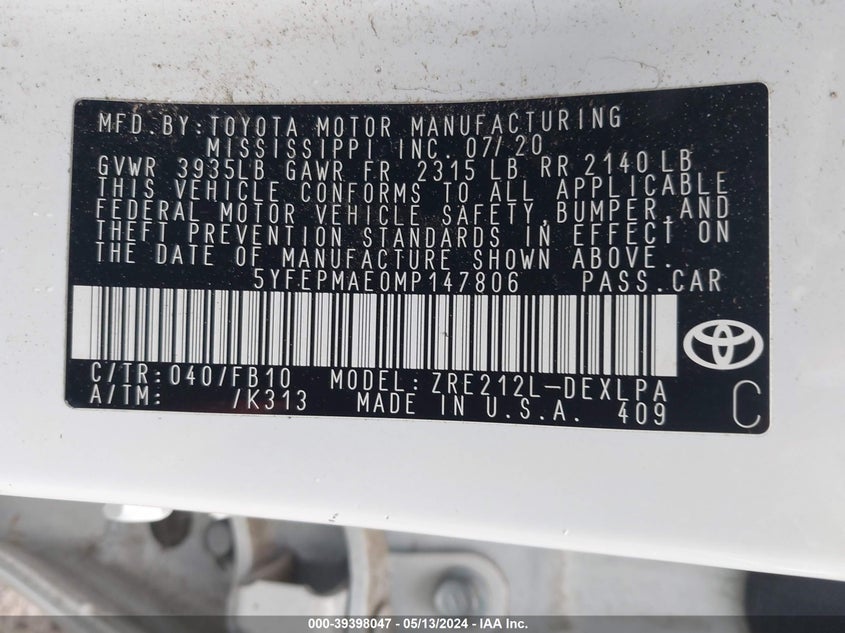 MFD.BY:TOYOTA MOTOR MANUFACTURING
MISSISSIPPI INC. 07/20
GVWR 3935LB GAWR FR. 2315 LB RR 2140 LB
THIS VEHICLE CONFORMS TO ALL APPLICABLE
FEDERAL MOTOR VEHICLE SAFETY,BUMPER,AND
THEFT PREVENTION STANDARDS IN EFFECT ON
THE DATE OF MANUFACTURE SHOWN ABOVE.
5YFEPMAE0MP147806 PASS.CAR
C/TR:040/FB10 MODEL:ZRE212L-DEXLPA
A/TM: /K313 MADE IN U.S.A. 409
C
000-39398047 — 05/13/2024 — IAA Inc.